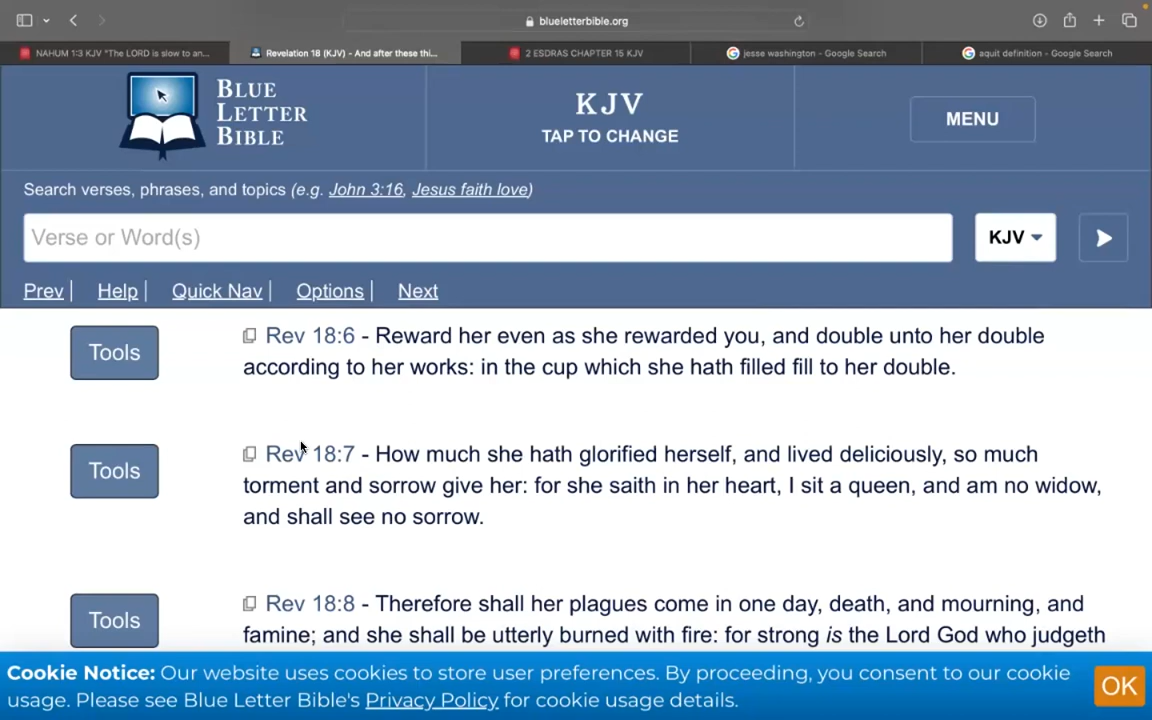 blueletterbible.org
NAHUM 1:3 KJV "The LORD is slow to an...
Revelation 18 (KJV) - And after these thi...
2 ESDRAS CHAPTER 15 KJV
jesse washington - Google Search
aquit definition - Google Search
BLUE
LETTER
BIBLE
KJV
TAP TO CHANGE
MENU
Search verses, phrases, and topics (e.g. John 3:16, Jesus faith love)
Verse or Word(s)
KJV
Prev | Help | Quick Nav | Options | Next
Tools
Rev 18:6 - Reward her even as she rewarded you, and double unto her double
according to her works: in the cup which she hath filled fill to her double.
Tools
Rev 18:7 - How much she hath glorified herself, and lived deliciously, so much
torment and sorrow give her: for she saith in her heart, I sit a queen, and am no widow,
and shall see no sorrow.
Tools
Rev 18:8 - Therefore shall her plagues come in one day, death, and mourning, and
famine; and she shall be utterly burned with fire: for strong is the Lord God who judgeth
Cookie Notice: Our website uses cookies to store user preferences. By proceeding, you consent to our cookie
usage. Please see Blue Letter Bible's Privacy Policy for cookie usage details.
OK